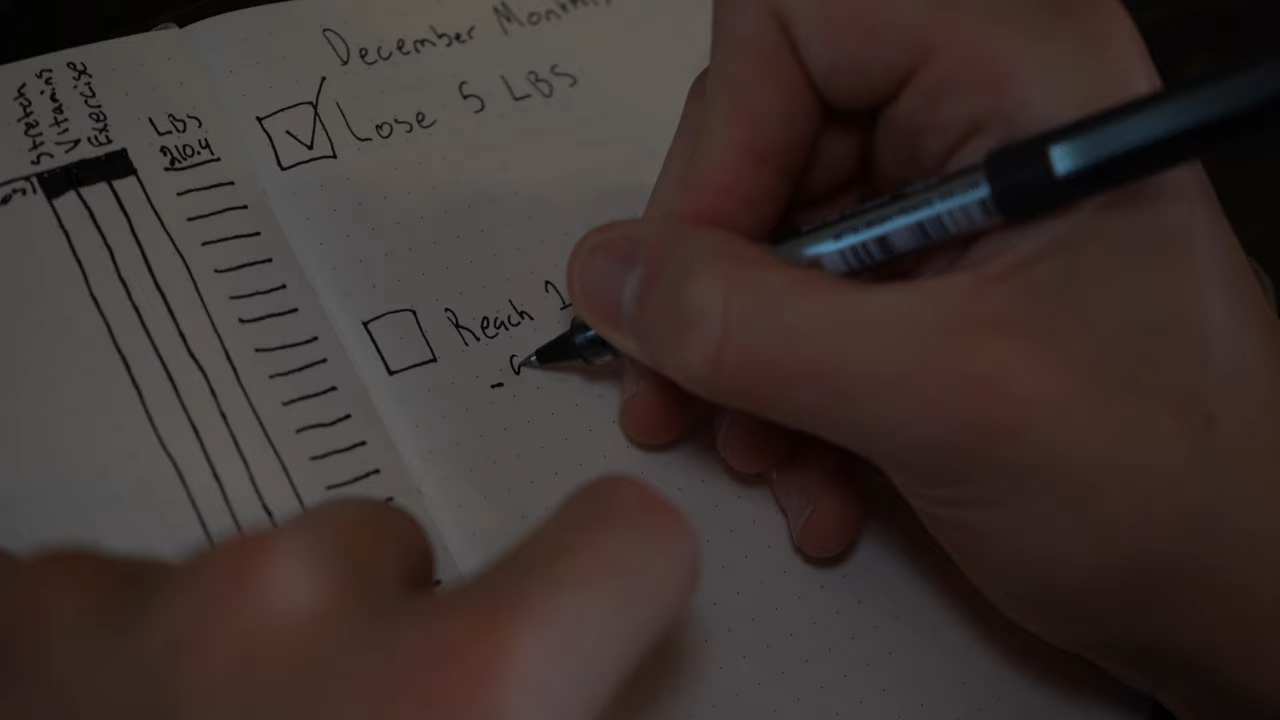 Stretch
Vitamins
Exercise
LBS
210.4
December
Lose 5 LBS
Reach